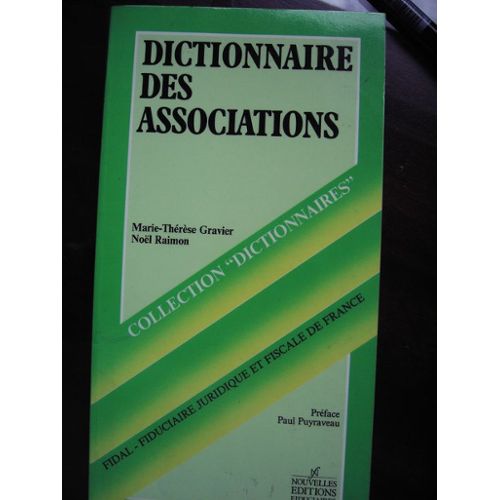 DICTIONNAIRE
DES
ASSOCIATIONS
Marie-Thérèse Gravier
Noël Raimon
COLLECTION "DICTIONNAIRES"
FIDAL - FIDUCIAIRE JURIDIQUE ET FISCALE DE FRANCE
Préface
Paul Puyraveau
NOUVELLES
EDITIONS